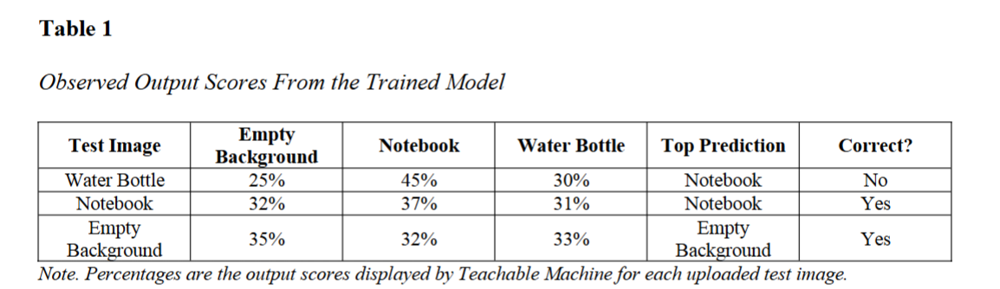 Table 1
Observed Output Scores From the Trained Model
Test Image Empty Background Notebook Water Bottle Top Prediction Correct?
Water Bottle 25% 45% 30% Notebook No
Notebook 32% 37% 31% Notebook Yes
Empty Background 35% 32% 33% Empty Background Yes
Note. Percentages are the output scores displayed by Teachable Machine for each uploaded test image.